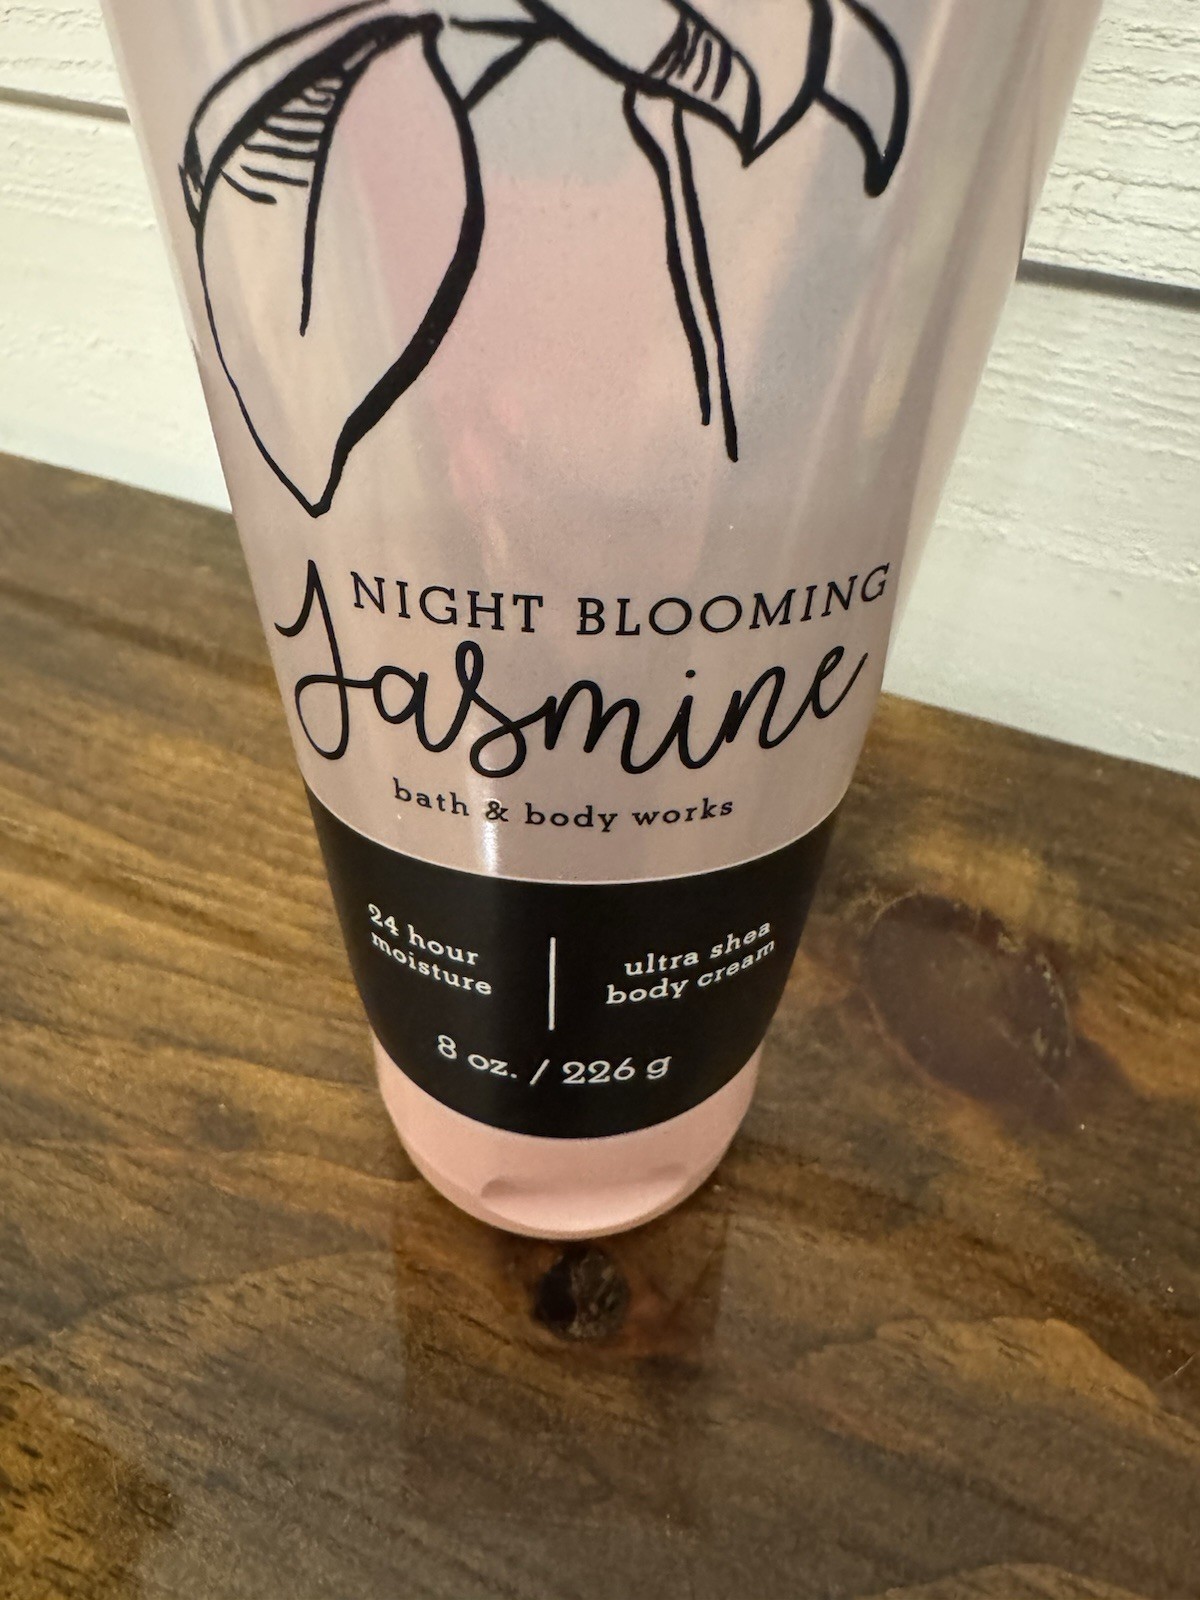 NIGHT BLOOMING
Jasmine
bath & body works
24 hour
moisture
ultra shea
body cream
8 oz. / 226 g